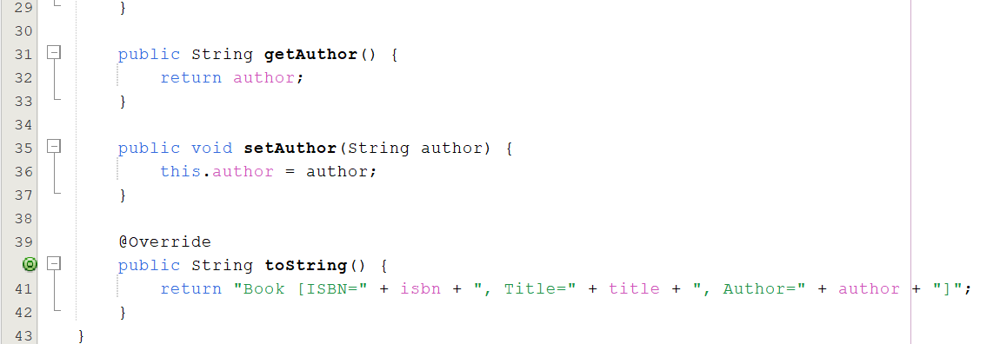 29 }
30
31 public String getAuthor() {
32 return author;
33 }
34
35 public void setAuthor(String author) {
36 this.author = author;
37 }
38
39 @Override
public String toString() {
41 return "Book [ISBN=" + isbn + ", Title=" + title + ", Author=" + author + "]";
42 }
43 }